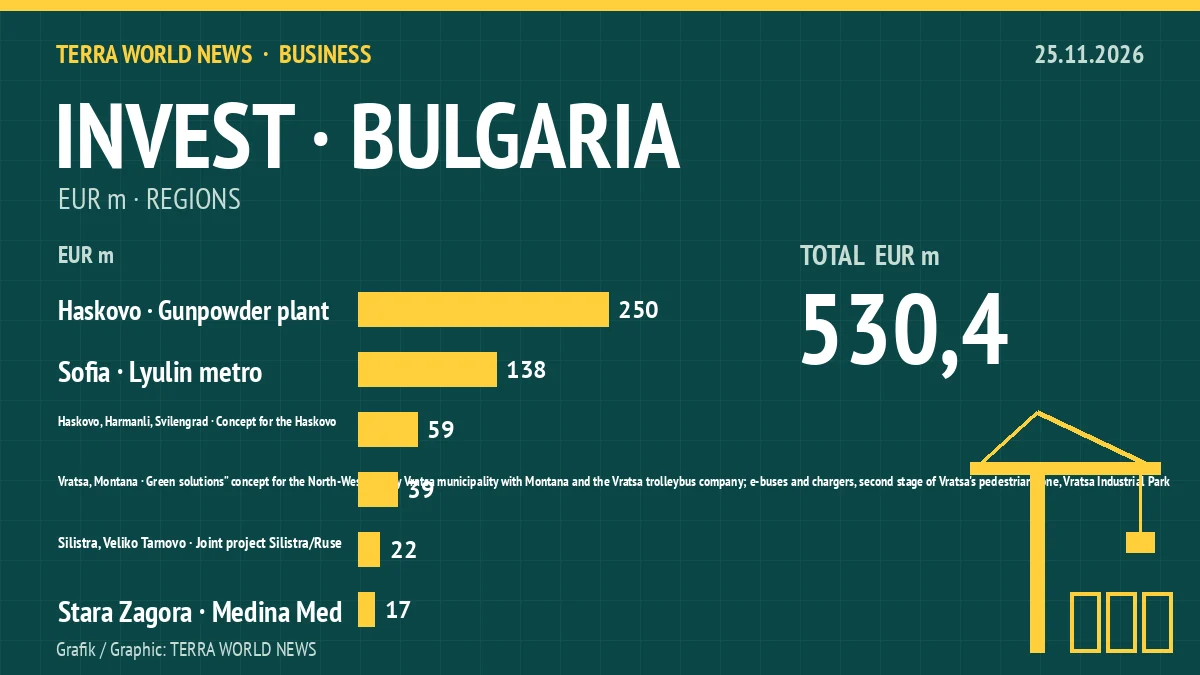 TERRA WORLD NEWS · BUSINESS
25.11.2026
INVEST · BULGARIA
EUR m · REGIONS
EUR m
TOTAL EUR m
530,4
Haskovo · Gunpowder plant 250
Sofia · Lyulin metro 138
Haskovo, Harmanli, Svilengrad · Concept for the Haskovo 59
Vratsa, Montana · Green solutions" concept for the North-Wes Vratsa municipality with Montana and the Vratsa trolleybus company; e-buses and chargers, second stage of Vratsa's pedestrian Vratsa Industrial Park
39
Silistra, Veliko Tarnovo · Joint project Silistra/Ruse 22
Stara Zagora · Medina Med 17
Grafik / Graphic: TERRA WORLD NEWS